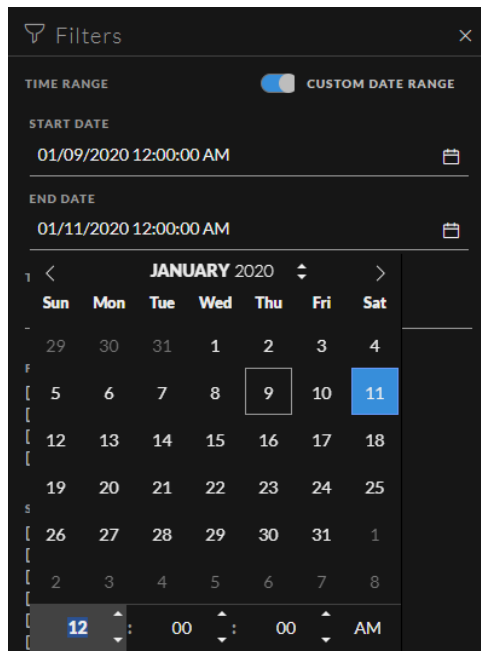 Filters
TIME RANGE CUSTOM DATE RANGE
START DATE
01/09/2020 12:00:00 AM
END DATE
01/11/2020 12:00:00 AM
JANUARY 2020
Sun Mon Tue Wed Thu Fri Sat
29 30 31 1 2 3 4
5 6 7 8 9 10 11
12 13 14 15 16 17 18
19 20 21 22 23 24 25
26 27 28 29 30 31 1
2 3 4 5 6 7 8
12 : 00 : 00 AM